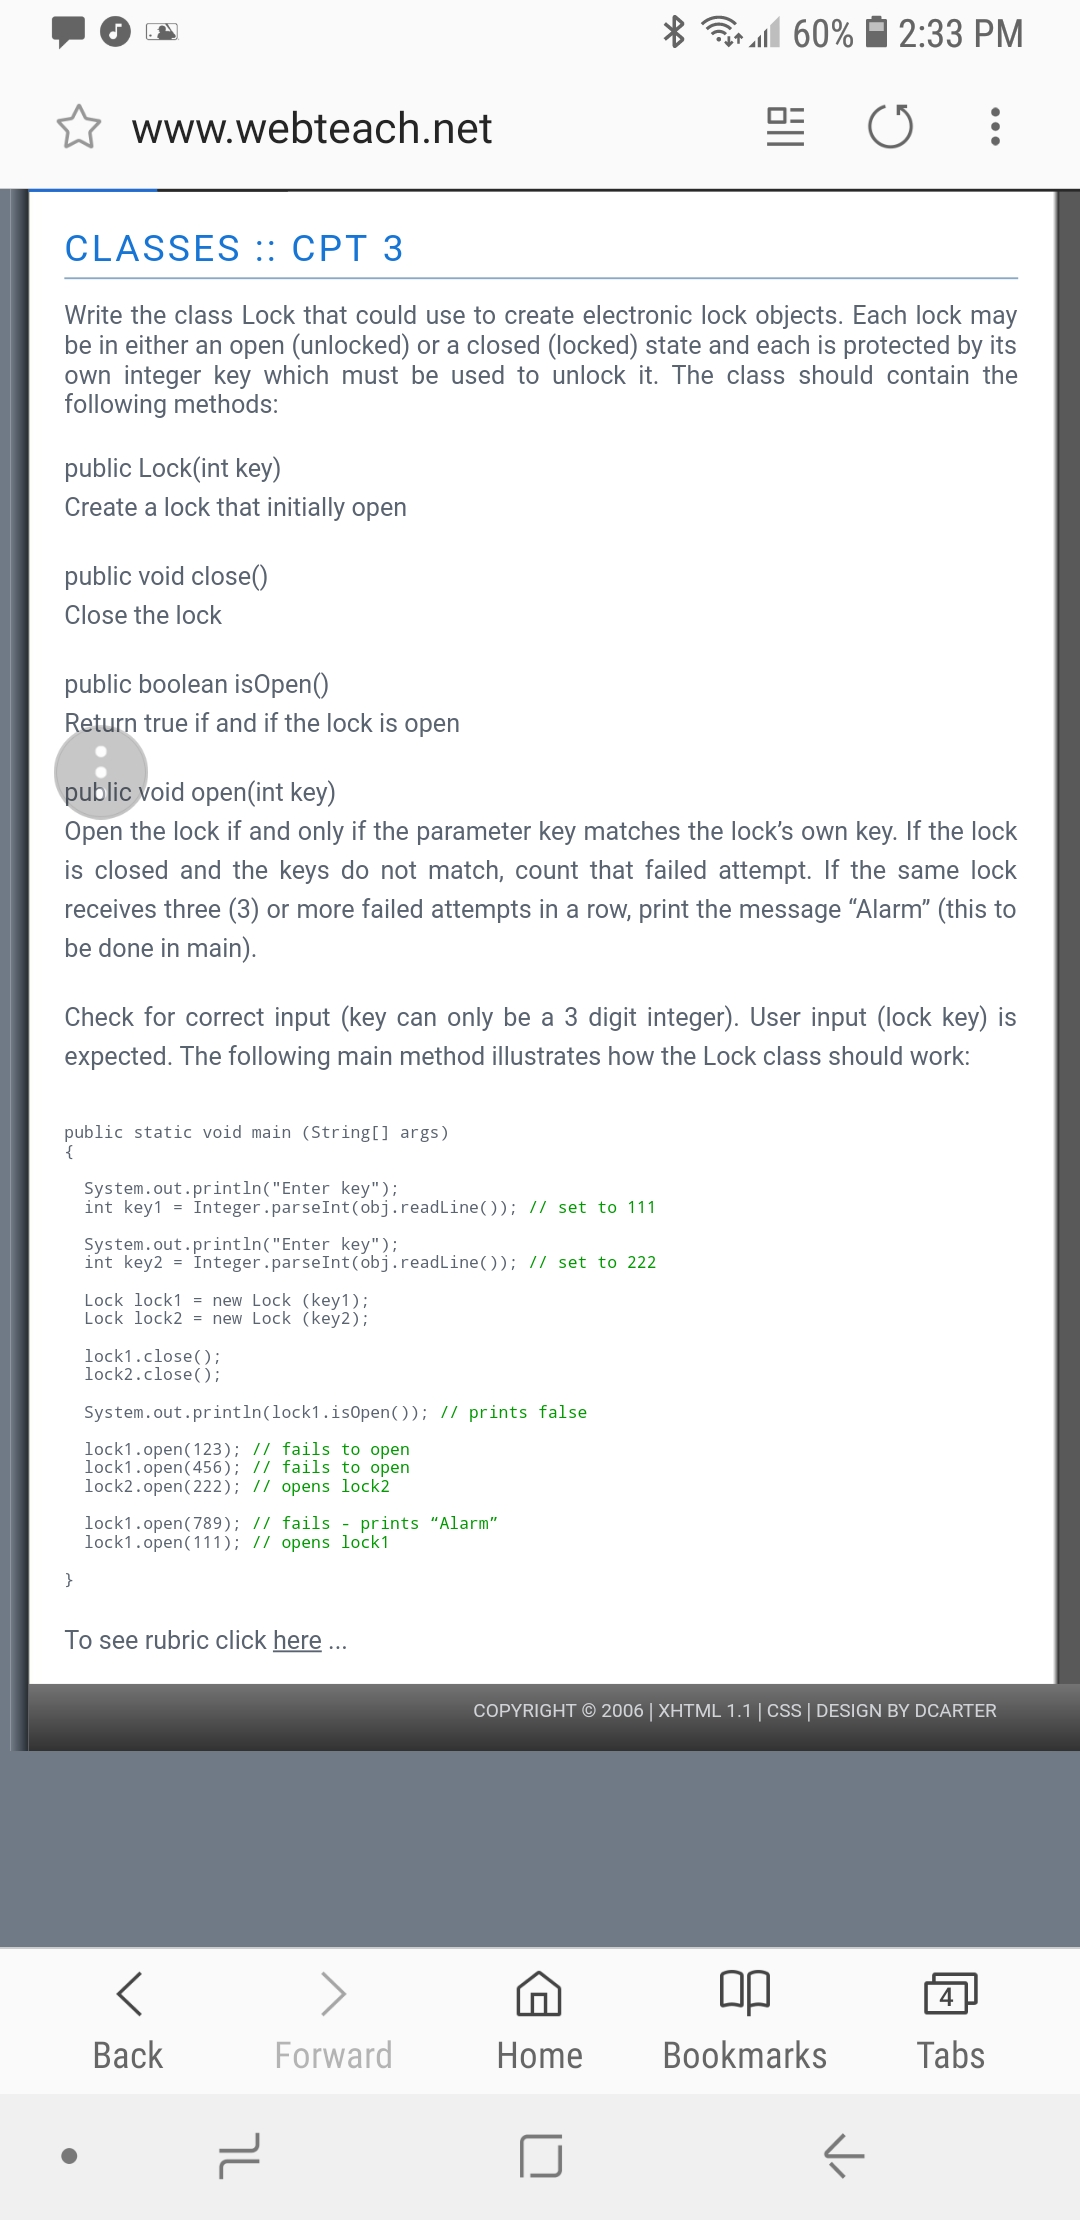 60% 2:33 PM
www.webteach.net
CLASSES :: CPT 3
Write the class Lock that could use to create electronic lock objects. Each lock may
be in either an open (unlocked) or a closed (locked) state and each is protected by its
own integer key which must be used to unlock it. The class should contain the
following methods:
public Lock(int key)
Create a lock that initially open
public void close()
Close the lock
public boolean isOpen()
Return true if and if the lock is open
public void open(int key)
Open the lock if and only if the parameter key matches the lock’s own key. If the lock
is closed and the keys do not match, count that failed attempt. If the same lock
receives three (3) or more failed attempts in a row, print the message “Alarm” (this to
be done in main).
Check for correct input (key can only be a 3 digit integer). User input (lock key) is
expected. The following main method illustrates how the Lock class should work:
public static void main (String[] args)
{
System.out.println("Enter key");
int key1 = Integer.parseInt(obj.readLine()); // set to 111
System.out.println("Enter key");
int key2 = Integer.parseInt(obj.readLine()); // set to 222
Lock lock1 = new Lock (key1);
Lock lock2 = new Lock (key2);
lock1.close();
lock2.close();
System.out.println(lock1.isOpen()); // prints false
lock1.open(123); // fails to open
lock1.open(456); // fails to open
lock2.open(222); // opens lock2
lock1.open(789); // fails - prints “Alarm”
lock1.open(111); // opens lock1
}
To see rubric click here ...
COPYRIGHT © 2006 | XHTML 1.1 | CSS | DESIGN BY DCARTER
4
Back Forward Home Bookmarks Tabs